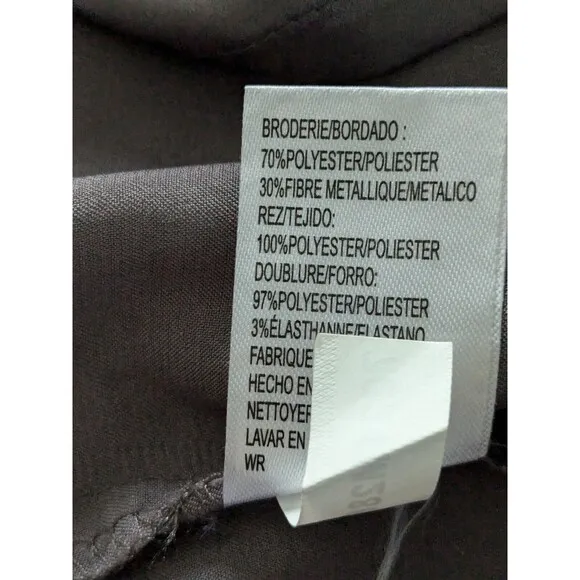 BRODERIE/BORDADO :
70%POLYESTER/POLIESTER
30%FIBRE METALLIQUE/METALICO
REZ/TEJIDO:
100%POLYESTER/POLIESTER
DOUBLURE/FORRO:
97%POLYESTER/POLIESTER
3%ÉLASTHANNE/ELASTANO
FABRIQUE
HECHO EN
NETTOYER
LAVAR EN
WR